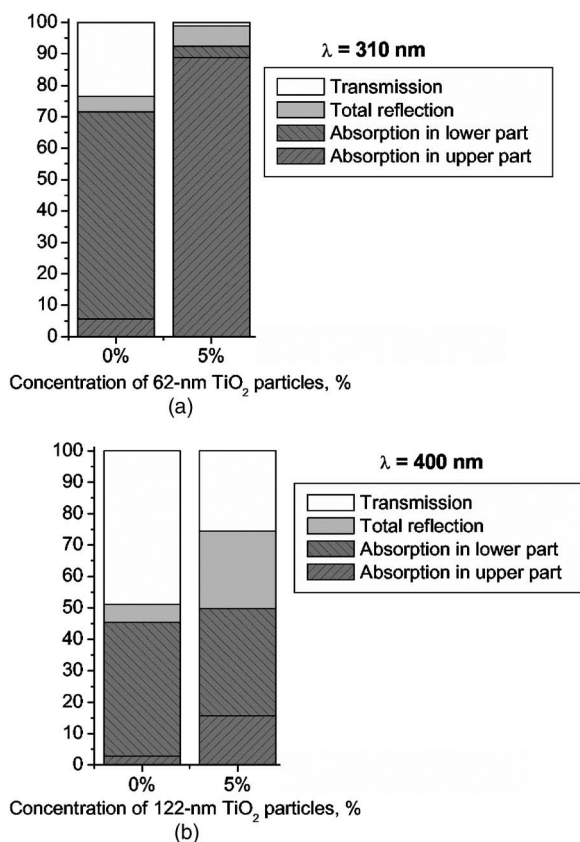 100
90
80
70
60
50
40
30
20
10
0
0%
5%
λ = 310 nm
Transmission
Total reflection
Absorption in lower part
Absorption in upper part
Concentration of 62-nm TiO₂ particles, %
(a)
100
90
80
70
60
50
40
30
20
10
0
0%
5%
λ = 400 nm
Transmission
Total reflection
Absorption in lower part
Absorption in upper part
Concentration of 122-nm TiO₂ particles, %
(b)